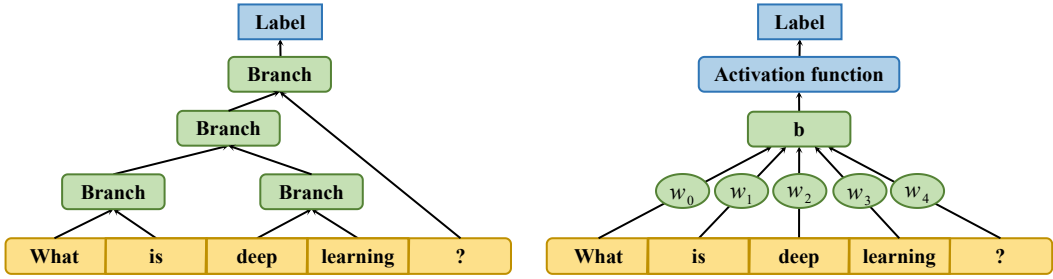 Label
Branch
Branch
Branch Branch
What is deep learning ?
Label
Activation function
b
w0 w1 w2 w3 w4
What is deep learning ?